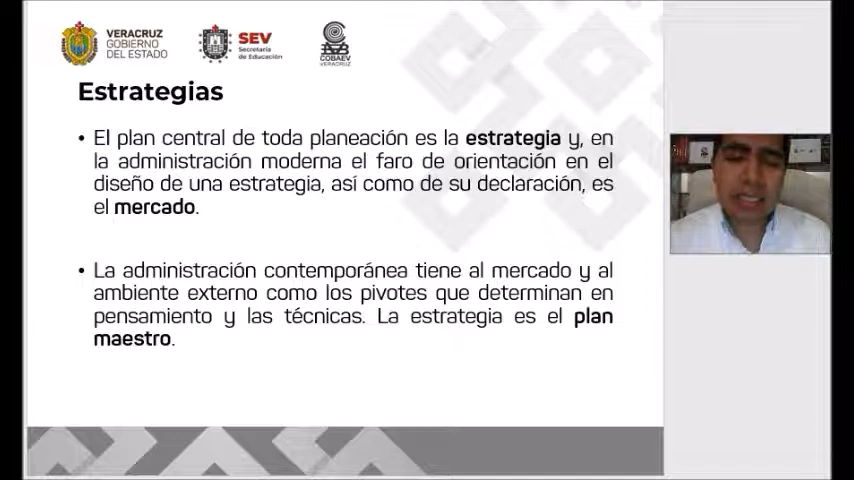 VERACRUZ
GOBIERNO
DEL ESTADO
SEV
Secretaría
de Educación
COBAEV
VERACRUZ
Estrategias
• El plan central de toda planeación es la estrategia y, en
la administración moderna el faro de orientación en el
diseño de una estrategia, así como de su declaración, es
el mercado.
• La administración contemporánea tiene al mercado y al
ambiente externo como los pivotes que determinan en
pensamiento y las técnicas. La estrategia es el plan
maestro.